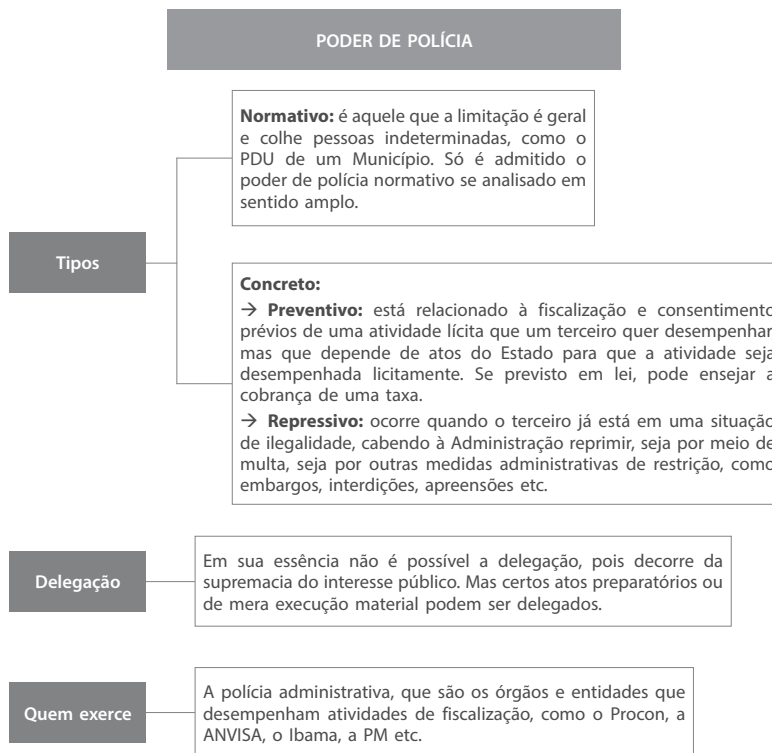 PODER DE POLÍCIA
Normativo: é aquele que a limitação é geral
e colhe pessoas indeterminadas, como o
PDU de um Município. Só é admitido o
poder de polícia normativo se analisado em
sentido amplo.
Tipos
Concreto:
→ Preventivo: está relacionado à fiscalização e consentimento
prévios de uma atividade lícita que um terceiro quer desempenhar
mas que depende de atos do Estado para que a atividade seja
desempenhada licitamente. Se previsto em lei, pode ensejar a
cobrança de uma taxa.
→ Repressivo: ocorre quando o terceiro já está em uma situação
de ilegalidade, cabendo à Administração reprimir, seja por meio de
multa, seja por outras medidas administrativas de restrição, como
embargos, interdições, apreensões etc.
Delegação
Em sua essência não é possível a delegação, pois decorre da
supremacia do interesse público. Mas certos atos preparatórios ou
de mera execução material podem ser delegados.
Quem exerce
A polícia administrativa, que são os órgãos e entidades que
desempenham atividades de fiscalização, como o Procon, a
ANVISA, o Ibama, a PM etc.